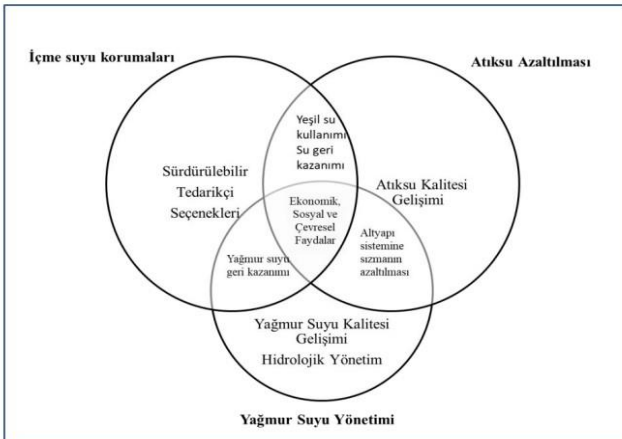 İçme suyu korumaları
Atıksu Azaltılması
Yeşil su
kullanımı
Su geri
kazanımı
Sürdürülebilir
Tedarikçi
Seçenekleri
Atıksu Kalitesi
Gelişimi
Ekonomik,
Sosyal ve
Çevresel
Faydalar
Yağmur suyu
geri kazanımı
Altyapı
sistemine
sızmanın
azaltılması
Yağmur Suyu Kalitesi
Gelişimi
Hidrolojik Yönetim
Yağmur Suyu Yönetimi